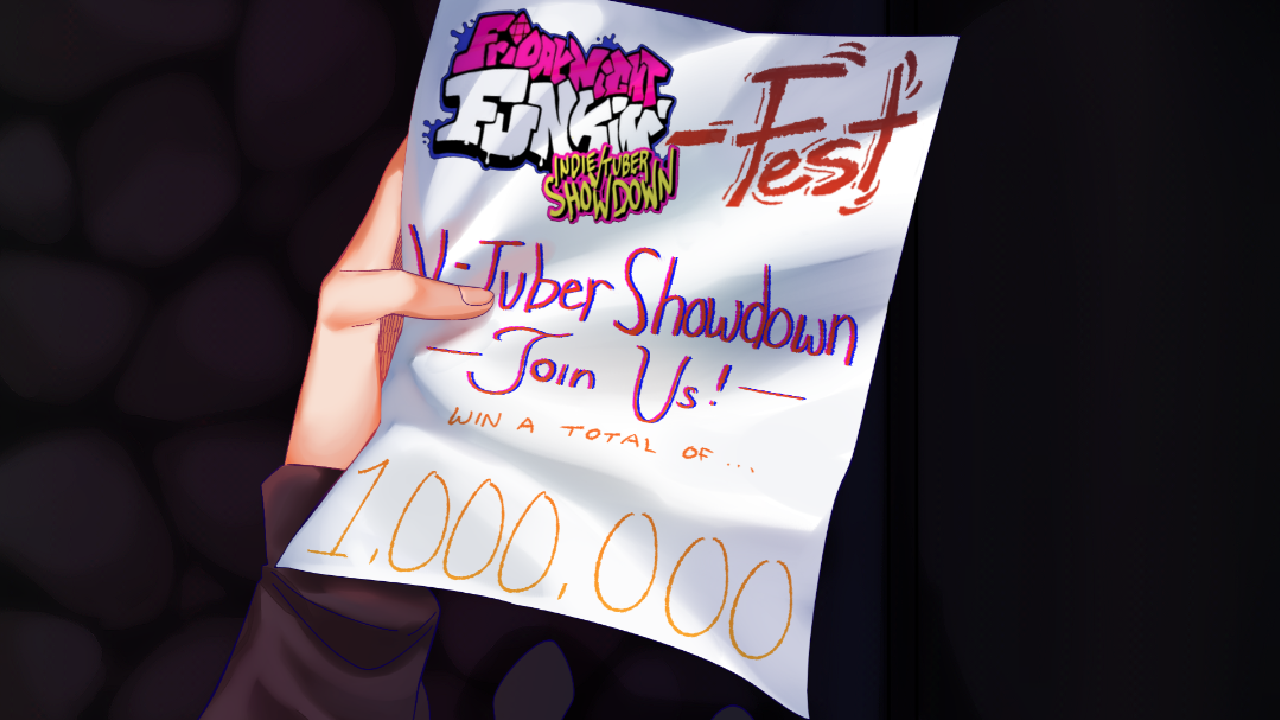 FRiDAY NiGHT
FUNKiN'
INDIE/TUBER
SHOWDOWN
-Fest
V-Tuber Showdown
- Join Us! -
WIN A TOTAL OF ...
1,000,000